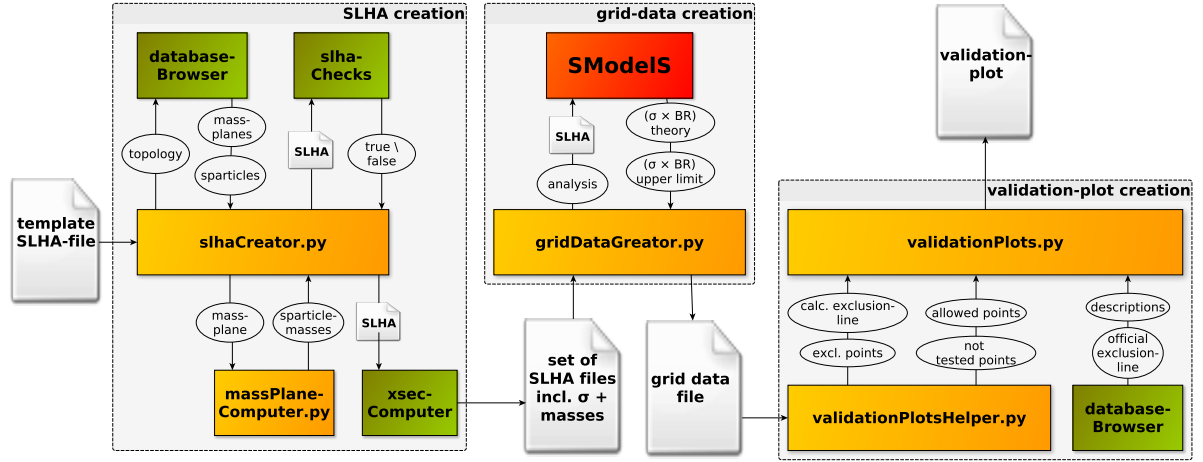 SLHA creation
database-
Browser
slha-
Checks
topology
mass-
planes
sparticles
SLHA
true \
false
template
SLHA-file
slhaCreator.py
mass-
plane
sparticle-
masses
SLHA
massPlane-
Computer.py
xsec-
Computer
grid-data creation
SModelS
SLHA
analysis
(σ × BR)
theory
(σ × BR)
upper limit
gridDataGreator.py
set of
SLHA files
incl. σ +
masses
grid data
file
validation-
plot
validation-plot creation
validationPlots.py
calc. exclusion-
line
excl. points
allowed points
not
tested points
descriptions
official
exclusion-
line
validationPlotsHelper.py
database-
Browser